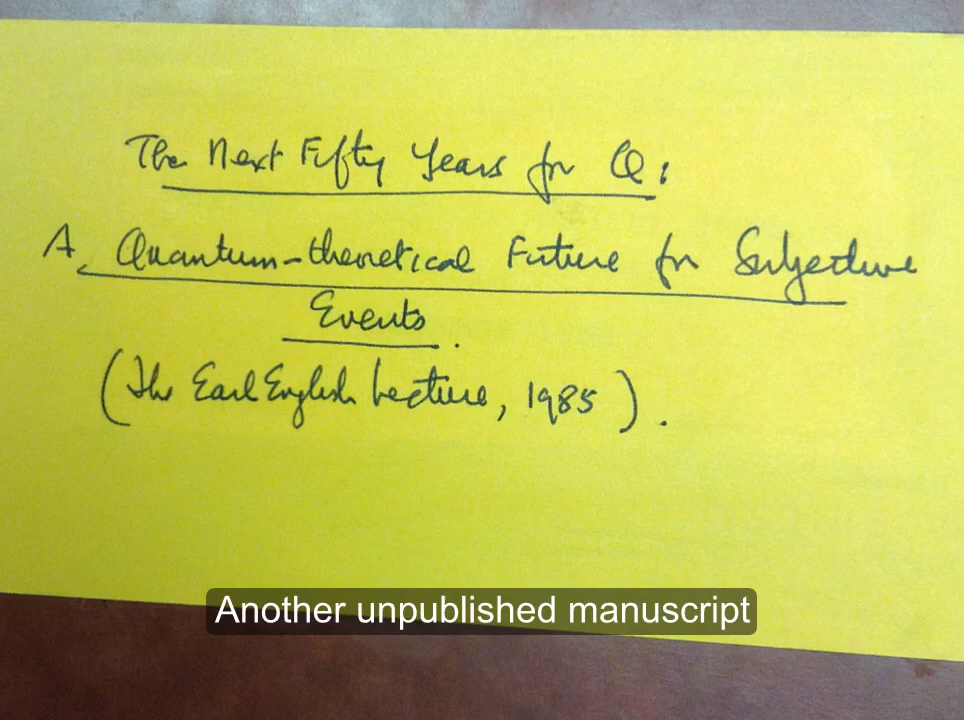 The Next Fifty Years for Q:
A Quantum-theoretical Future for Subjective
Events.
(The Earl English Lecture, 1985).
Another unpublished manuscript